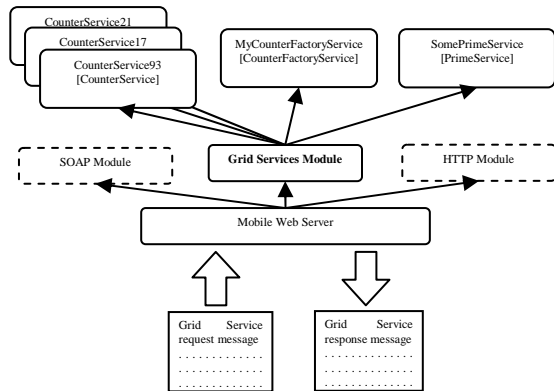 CounterService21
CounterService17
CounterService93
[CounterService]
MyCounterFactoryService
[CounterFactoryService]
SomePrimeService
[PrimeService]
SOAP Module
Grid Services Module
HTTP Module
Mobile Web Server
Grid Service
request message
. . . . . . . . . . . .
. . . . . . . . . . . .
. . . . . . . . . . . .
Grid Service
response message
. . . . . . . . . . . .
. . . . . . . . . . . .
. . . . . . . . . . . .